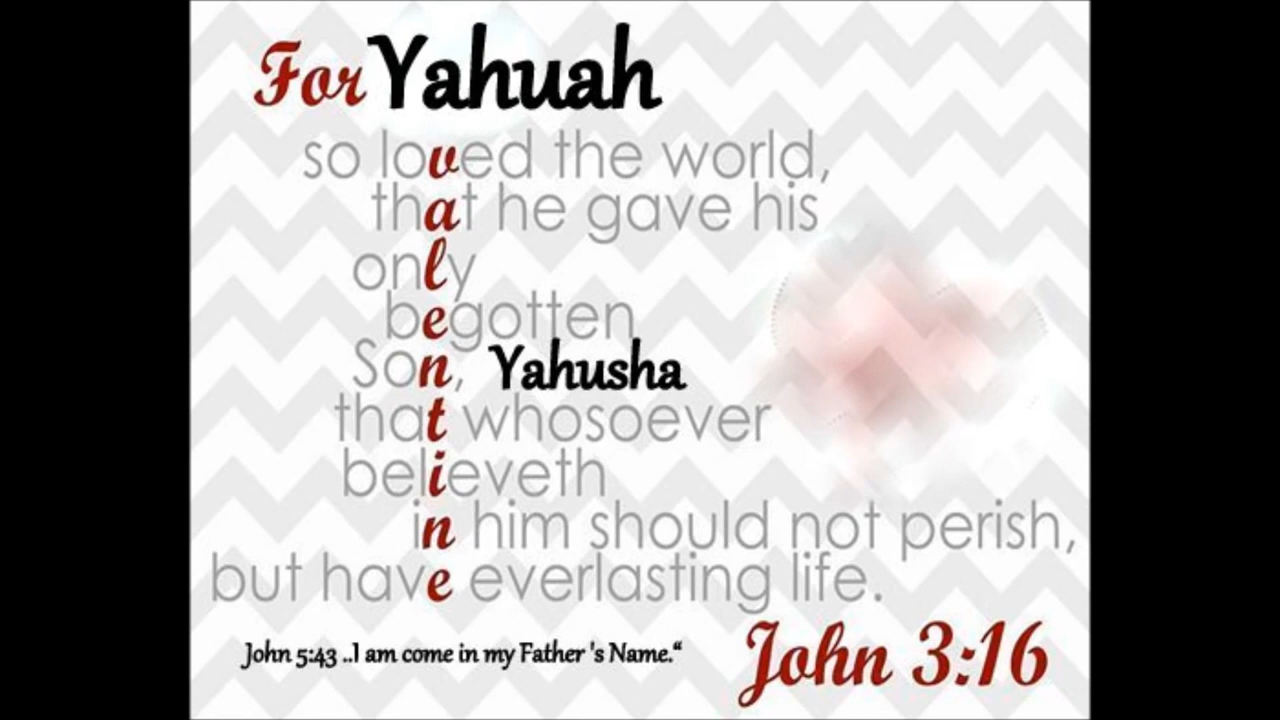 For Yahuah
so loved the world,
that he gave his
only
begotten
Son, Yahusha
that whosoever
believeth
in him should not perish,
but have everlasting life.
John 5:43 ..I am come in my Father 's Name.“
John 3:16